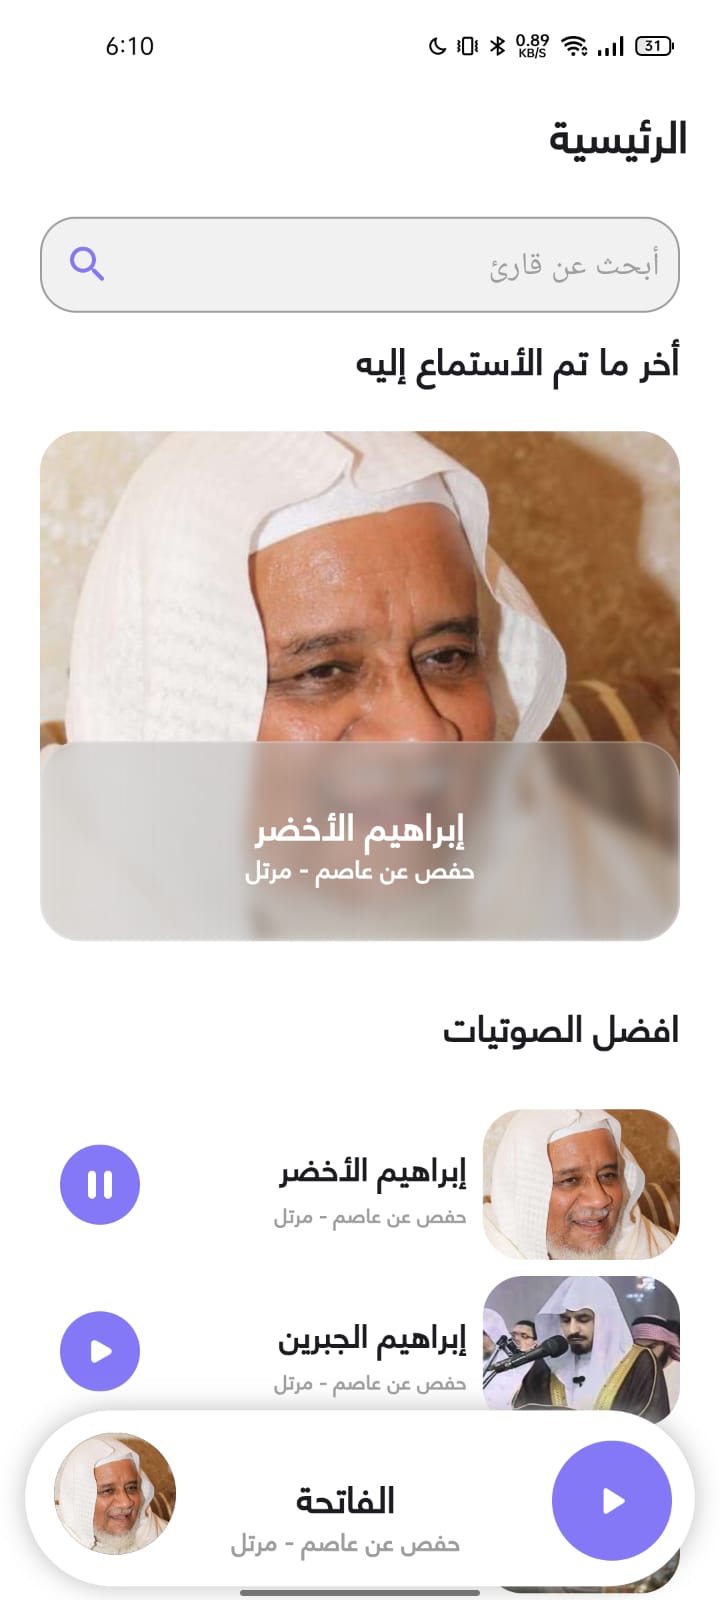 6:10
0.89
KB/S
31
الرئيسية
أبحث عن قارئ
أخر ما تم الأستماع إليه
إبراهيم الأخضر
حفص عن عاصم - مرتل
افضل الصوتيات
إبراهيم الأخضر
حفص عن عاصم - مرتل
إبراهيم الجبرين
حفص عن عاصم - مرتل
الفاتحة
حفص عن عاصم - مرتل